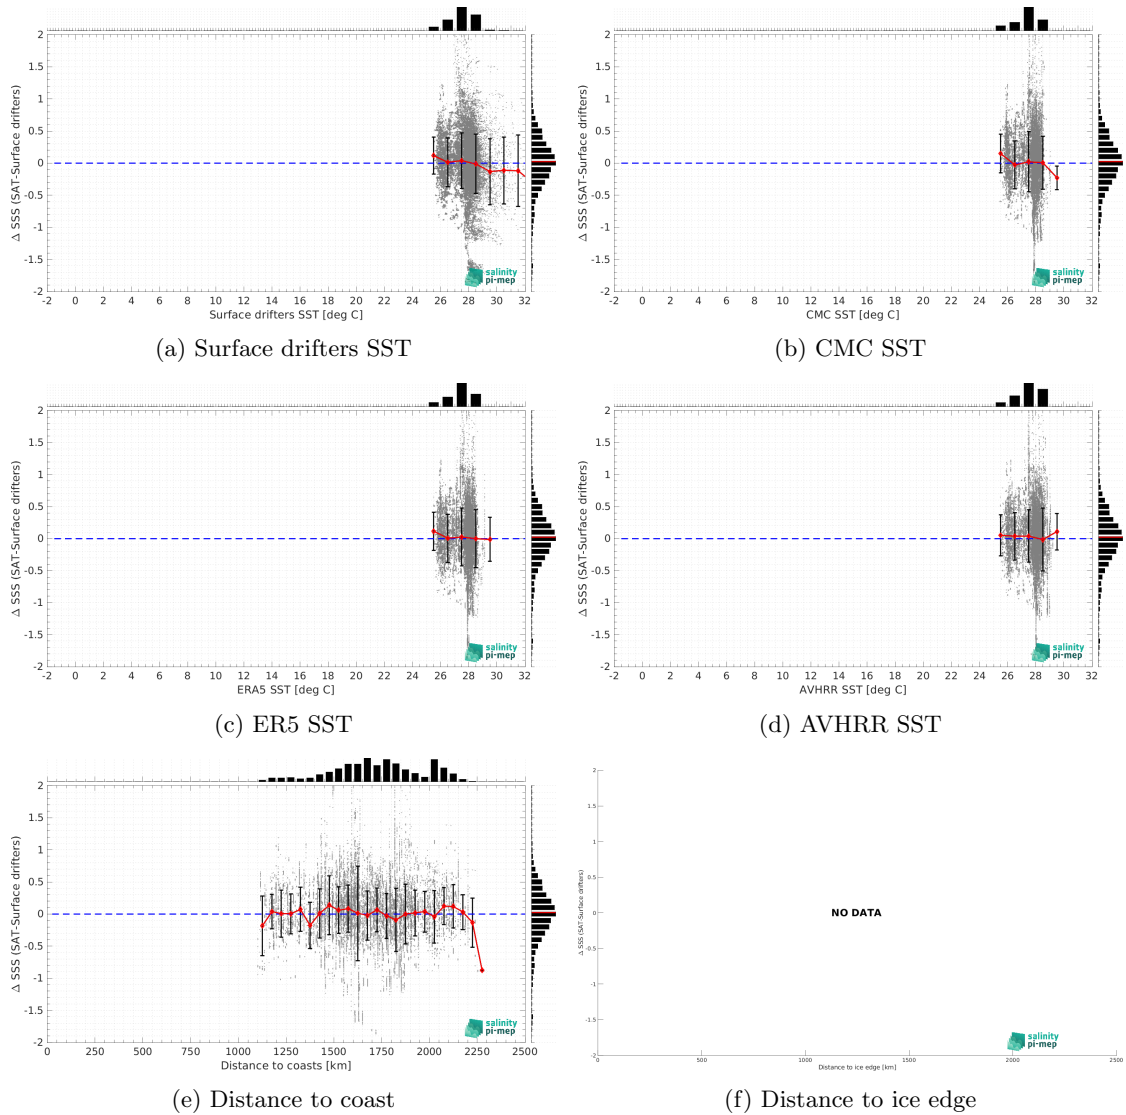 2
1.5
1
0.5
0
-0.5
-1
-1.5
-2
Δ SSS (SAT-Surface drifters)
-2 0 2 4 6 8 10 12 14 16 18 20 22 24 26 28 30 32
Surface drifters SST [deg C]
salinity
pi-mep
(a) Surface drifters SST
2
1.5
1
0.5
0
-0.5
-1
-1.5
-2
Δ SSS (SAT-Surface drifters)
-2 0 2 4 6 8 10 12 14 16 18 20 22 24 26 28 30 32
CMC SST [deg C]
salinity
pi-mep
(b) CMC SST
2
1.5
1
0.5
0
-0.5
-1
-1.5
-2
Δ SSS (SAT-Surface drifters)
-2 0 2 4 6 8 10 12 14 16 18 20 22 24 26 28 30 32
ERA5 SST [deg C]
salinity
pi-mep
(c) ER5 SST
2
1.5
1
0.5
0
-0.5
-1
-1.5
-2
Δ SSS (SAT-Surface drifters)
-2 0 2 4 6 8 10 12 14 16 18 20 22 24 26 28 30 32
AVHRR SST [deg C]
salinity
pi-mep
(d) AVHRR SST
2
1.5
1
0.5
0
-0.5
-1
-1.5
-2
Δ SSS (SAT-Surface drifters)
0 250 500 750 1000 1250 1500 1750 2000 2250 2500
Distance to coasts [km]
salinity
pi-mep
(e) Distance to coast
2
1.5
1
0.5
0
-0.5
-1
-1.5
-2
Δ SSS (SAT-Surface drifters)
NO DATA
0 500 1000 1500 2000 2500
Distance to ice edge [km]
salinity
pi-mep
(f) Distance to ice edge